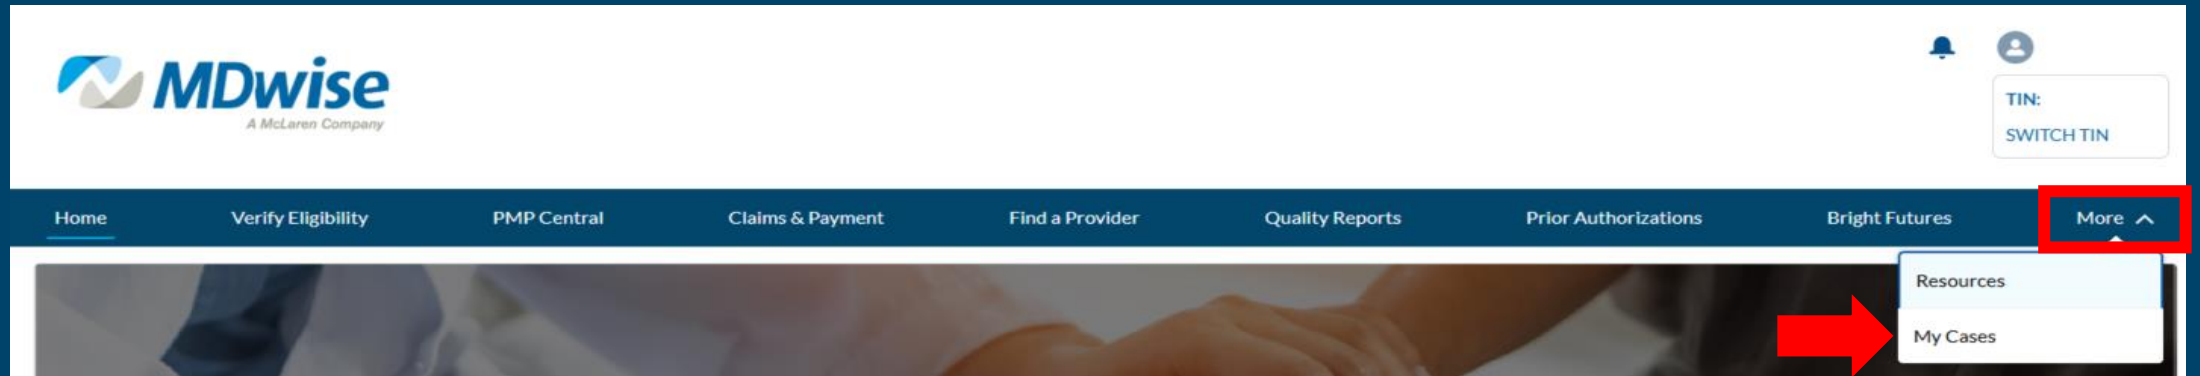 MDwise
A McLaren Company
TIN:
SWITCH TIN
Home Verify Eligibility PMP Central Claims & Payment Find a Provider Quality Reports Prior Authorizations Bright Futures More
Resources
My Cases